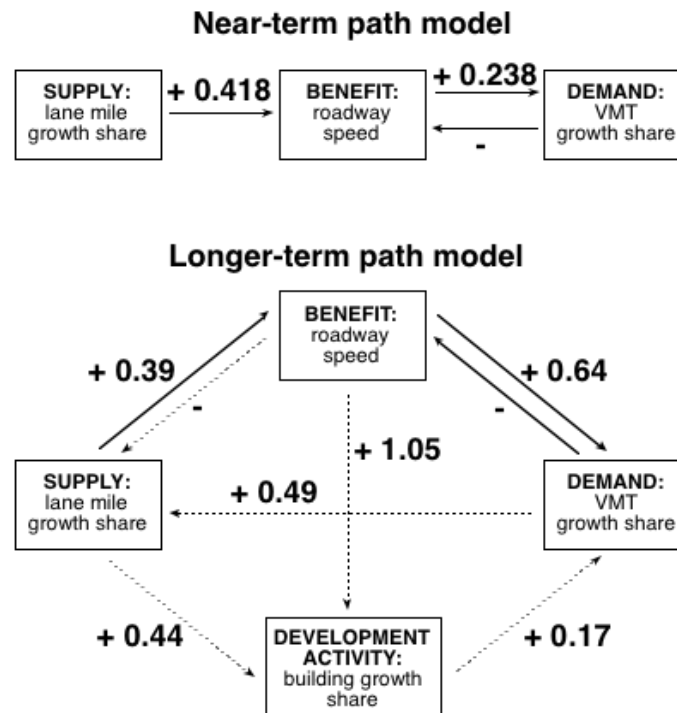 Near-term path model
SUPPLY:
lane mile
growth share
+ 0.418
BENEFIT:
roadway
speed
+ 0.238
-
DEMAND:
VMT
growth share
Longer-term path model
BENEFIT:
roadway
speed
+ 0.39
-
+ 0.64
-
+ 1.05
SUPPLY:
lane mile
growth share
+ 0.49
DEMAND:
VMT
growth share
+ 0.44
DEVELOPMENT
ACTIVITY:
building growth
share
+ 0.17